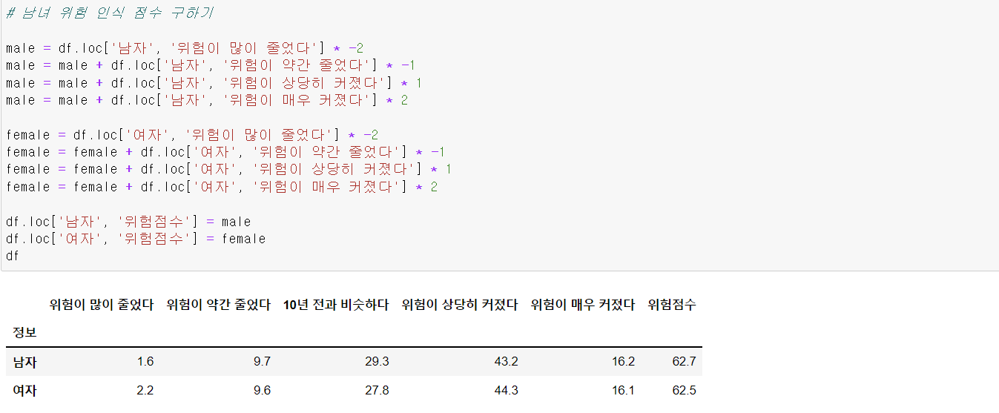 # 남녀 위험 인식 점수 구하기
male = df.loc['남자', '위험이 많이 줄었다'] * -2
male = male + df.loc['남자', '위험이 약간 줄었다'] * -1
male = male + df.loc['남자', '위험이 상당히 커졌다'] * 1
male = male + df.loc['남자', '위험이 매우 커졌다'] * 2
female = df.loc['여자', '위험이 많이 줄었다'] * -2
female = female + df.loc['여자', '위험이 약간 줄었다'] * -1
female = female + df.loc['여자', '위험이 상당히 커졌다'] * 1
female = female + df.loc['여자', '위험이 매우 커졌다'] * 2
df.loc['남자', '위험점수'] = male
df.loc['여자', '위험점수'] = female
df
위험이 많이 줄었다 위험이 약간 줄었다 10년 전과 비슷하다 위험이 상당히 커졌다 위험이 매우 커졌다 위험점수
정보
남자 1.6 9.7 29.3 43.2 16.2 62.7
여자 2.2 9.6 27.8 44.3 16.1 62.5